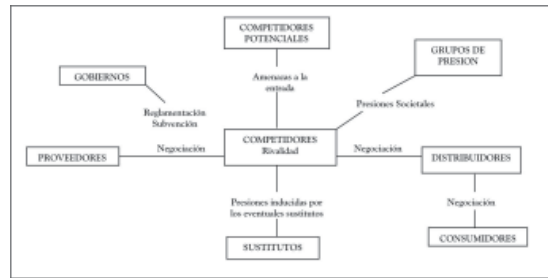 COMPETIDORES
POTENCIALES
GRUPOS DE
PRESION
GOBIERNOS
Amenazas a la
entrada
Presiones Societales
Reglamentación
Subvención
COMPETIDORES
Rivalidad
PROVEEDORES
Negociación
Negociación
DISTRIBUIDORES
Presiones inducidas por
los eventuales sustitutos
Negociación
SUSTITUTOS
CONSUMIDORES